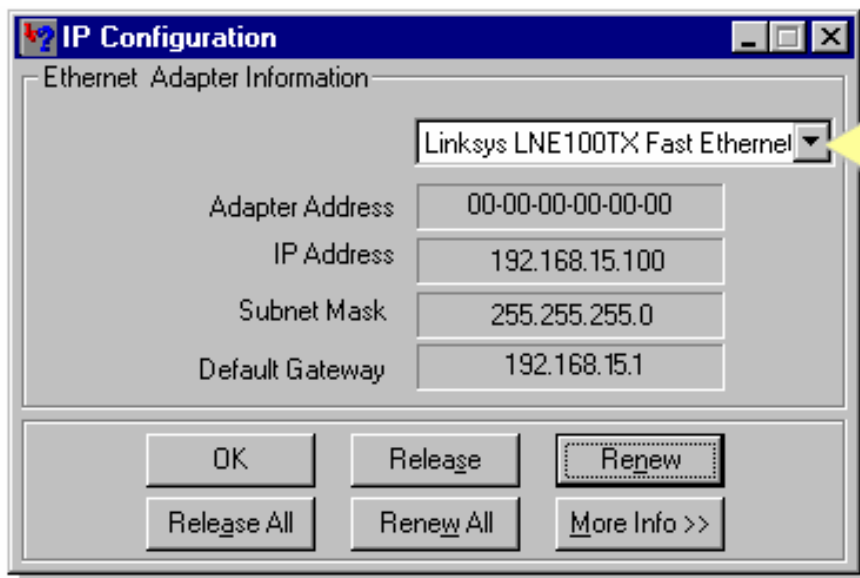 IP Configuration
Ethernet Adapter Information
Linksys LNE100TX Fast Ethernet
Adapter Address 00-00-00-00-00-00
IP Address 192.168.15.100
Subnet Mask 255.255.255.0
Default Gateway 192.168.15.1
OK Release Renew
Release All Renew All More Info >>